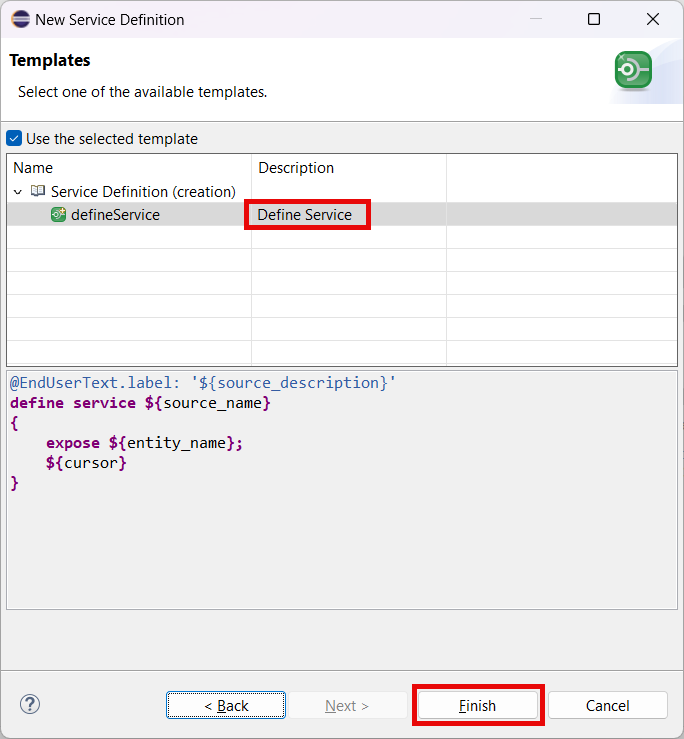 New Service Definition
Templates
Select one of the available templates.
Use the selected template
Name Description
Service Definition (creation)
defineService Define Service
@EndUserText.label: '${source_description}'
define service ${source_name}
{
    expose ${entity_name};
    ${cursor}
}
? < Back Next > Finish Cancel